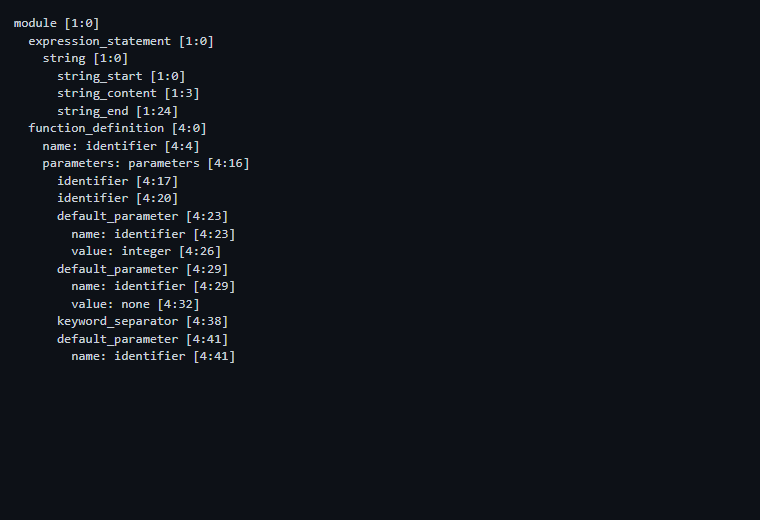 module [1:0]
expression_statement [1:0]
string [1:0]
string_start [1:0]
string_content [1:3]
string_end [1:24]
function_definition [4:0]
name: identifier [4:4]
parameters: parameters [4:16]
identifier [4:17]
identifier [4:20]
default_parameter [4:23]
name: identifier [4:23]
value: integer [4:26]
default_parameter [4:29]
name: identifier [4:29]
value: none [4:32]
keyword_separator [4:38]
default_parameter [4:41]
name: identifier [4:41]